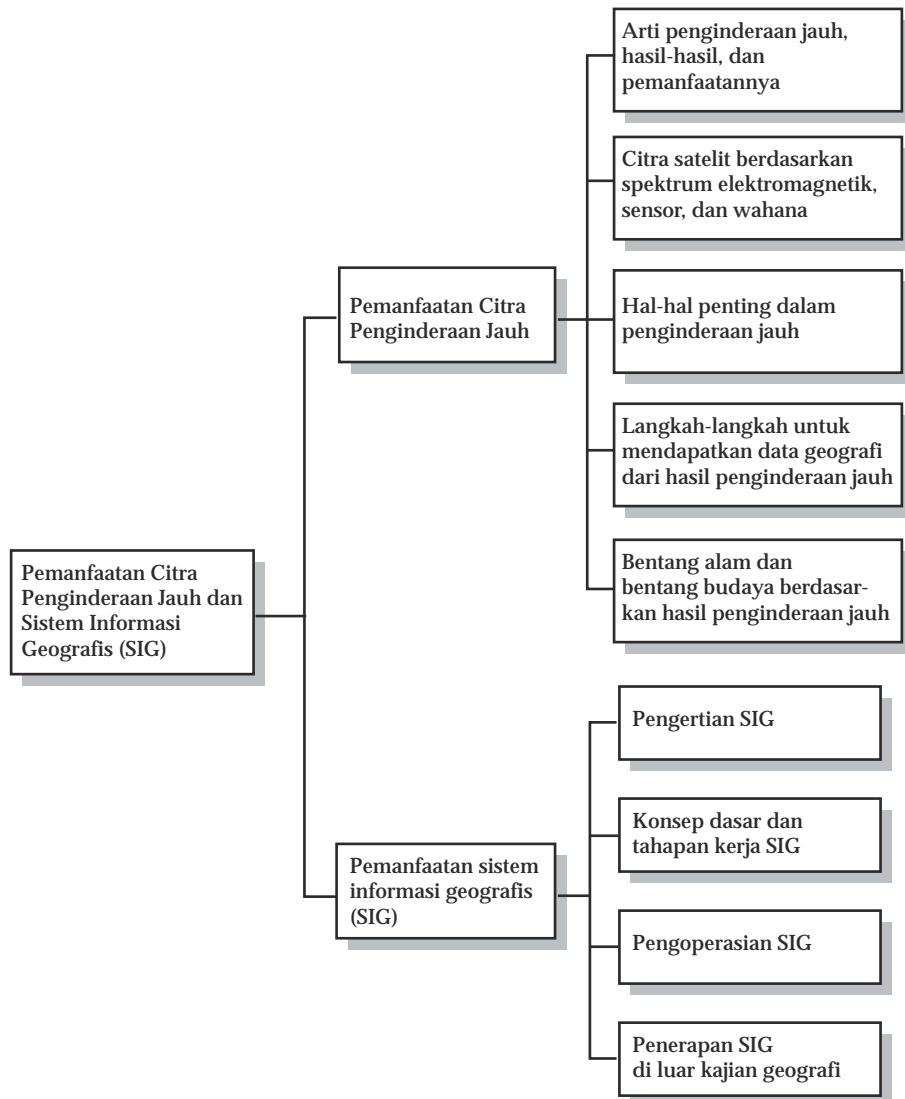 Pemanfaatan Citra
Penginderaan Jauh dan
Sistem Informasi
Geografis (SIG)
Pemanfaatan Citra
Penginderaan Jauh
Arti penginderaan jauh,
hasil-hasil, dan
pemanfaatannya
Citra satelit berdasarkan
spektrum elektromagnetik,
sensor, dan wahana
Hal-hal penting dalam
penginderaan jauh
Langkah-langkah untuk
mendapatkan data geografi
dari hasil penginderaan jauh
Bentang alam dan
bentang budaya berdasar-
kan hasil penginderaan jauh
Pemanfaatan sistem
informasi geografis
(SIG)
Pengertian SIG
Konsep dasar dan
tahapan kerja SIG
Pengoperasian SIG
Penerapan SIG
di luar kajian geografi